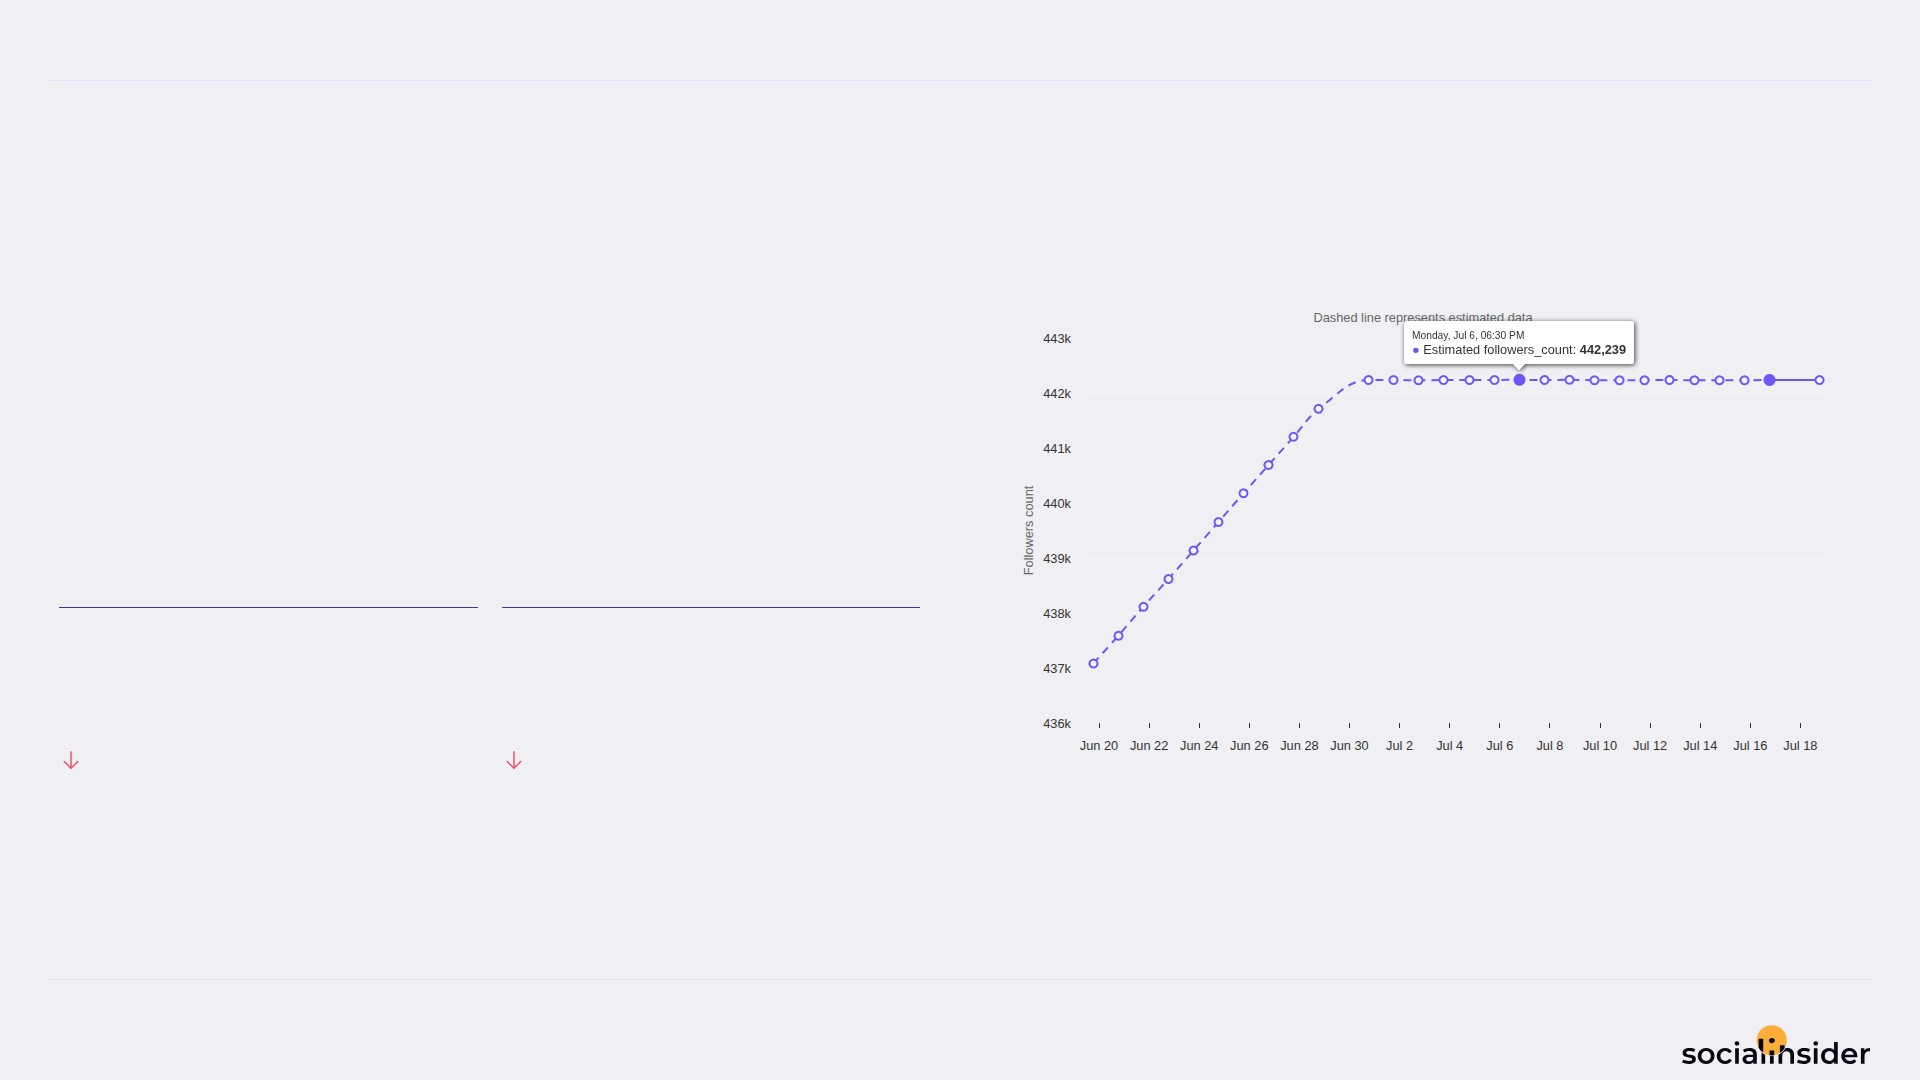 Dashed line represents estimated data
Monday, Jul 6, 06:30 PM
● Estimated followers_count: 442,239
Followers count
443k
442k
441k
440k
439k
438k
437k
436k
Jun 20 Jun 22 Jun 24 Jun 26 Jun 28 Jun 30 Jul 2 Jul 4 Jul 6 Jul 8 Jul 10 Jul 12 Jul 14 Jul 16 Jul 18
socialinsider